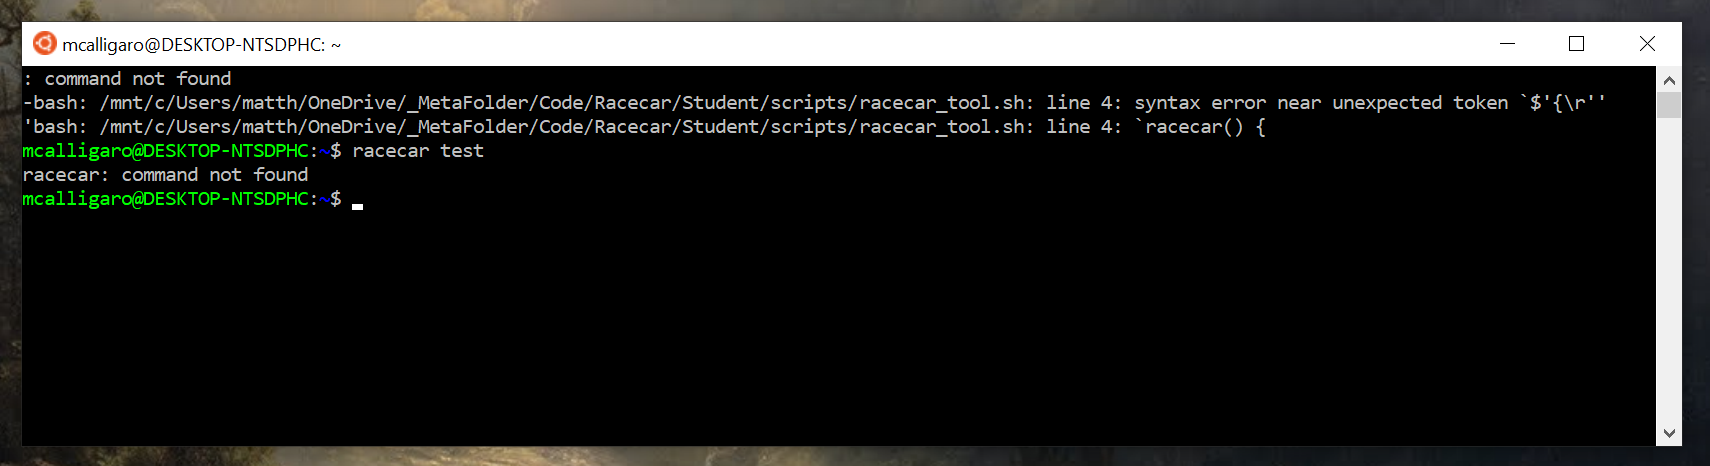 mcalligaro@DESKTOP-NTSDPHC: ~
: command not found
-bash: /mnt/c/Users/matth/OneDrive/_MetaFolder/Code/Racecar/Student/scripts/racecar_tool.sh: line 4: syntax error near unexpected token `$'{\r''
'bash: /mnt/c/Users/matth/OneDrive/_MetaFolder/Code/Racecar/Student/scripts/racecar_tool.sh: line 4: `racecar() {
mcalligaro@DESKTOP-NTSDPHC:~$ racecar test
racecar: command not found
mcalligaro@DESKTOP-NTSDPHC:~$